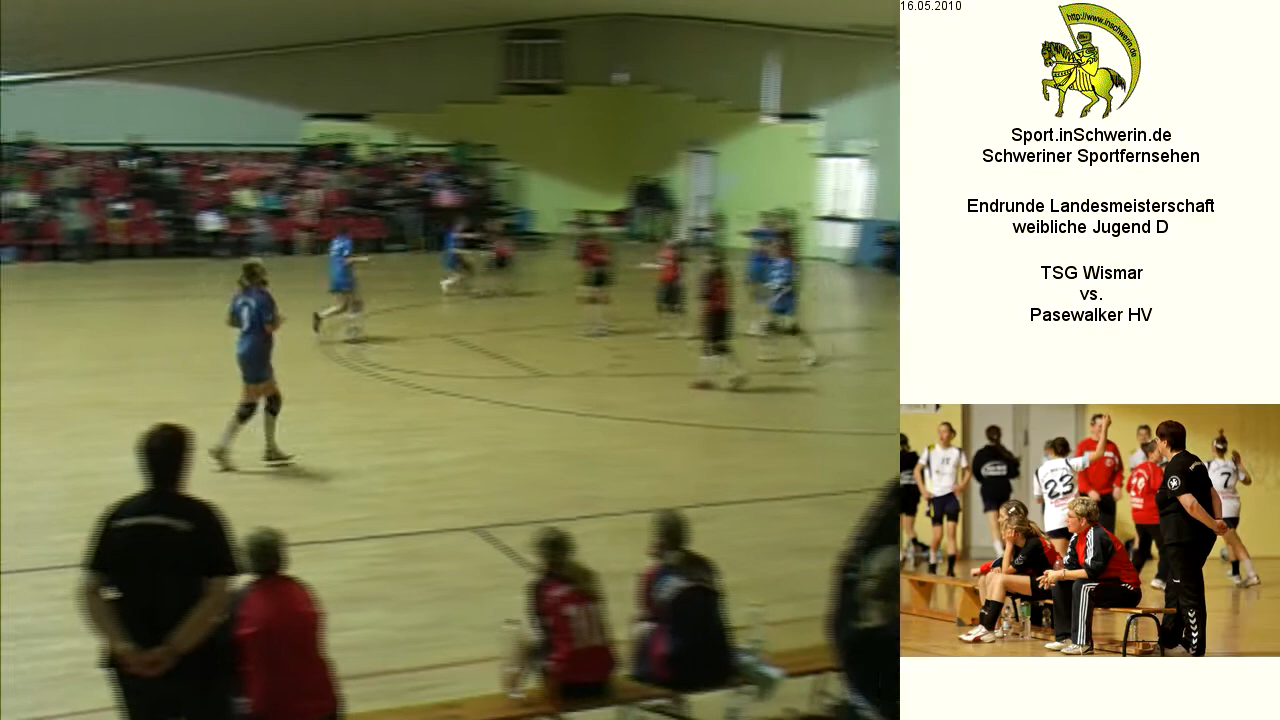 16.05.2010
http://www.inschwerin.de
Sport.inSchwerin.de
Schweriner Sportfernsehen
Endrunde Landesmeisterschaft
weibliche Jugend D
TSG Wismar
vs.
Pasewalker HV
23
7